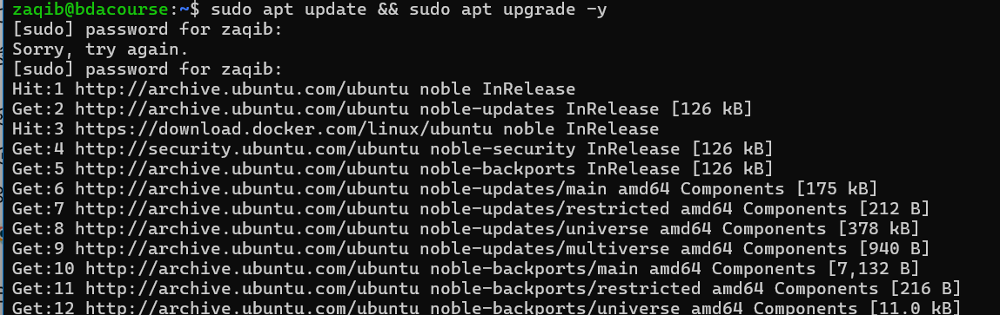 zaqib@bdacourse:~$ sudo apt update && sudo apt upgrade -y
[sudo] password for zaqib:
Sorry, try again.
[sudo] password for zaqib:
Hit:1 http://archive.ubuntu.com/ubuntu noble InRelease
Get:2 http://archive.ubuntu.com/ubuntu noble-updates InRelease [126 kB]
Hit:3 https://download.docker.com/linux/ubuntu noble InRelease
Get:4 http://security.ubuntu.com/ubuntu noble-security InRelease [126 kB]
Get:5 http://archive.ubuntu.com/ubuntu noble-backports InRelease [126 kB]
Get:6 http://archive.ubuntu.com/ubuntu noble-updates/main amd64 Components [175 kB]
Get:7 http://archive.ubuntu.com/ubuntu noble-updates/restricted amd64 Components [212 B]
Get:8 http://archive.ubuntu.com/ubuntu noble-updates/universe amd64 Components [378 kB]
Get:9 http://archive.ubuntu.com/ubuntu noble-updates/multiverse amd64 Components [940 B]
Get:10 http://archive.ubuntu.com/ubuntu noble-backports/main amd64 Components [7,132 B]
Get:11 http://archive.ubuntu.com/ubuntu noble-backports/restricted amd64 Components [216 B]
Get:12 http://archive.ubuntu.com/ubuntu noble-backports/universe amd64 Components [11.0 kB]